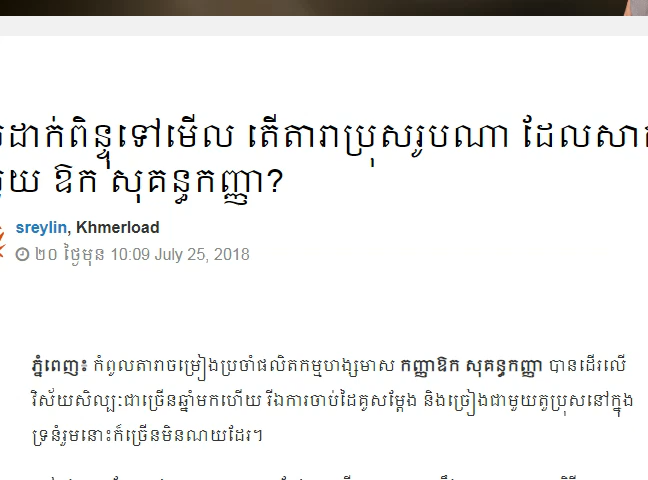 ដាក់ពិន្ទុទៅមើល តើតារាប្រុសរូបណា ដែលសាក
យ ឱក សុគន្ធកញ្ញា?
sreylin, Khmerload
២០ ថ្ងៃមុន 10:09 July 25, 2018
ភ្នំពេញ៖ កំពូលតារាចម្រៀងប្រចាំផលិតកម្មហង្សមាស កញ្ញាឱក សុគន្ធកញ្ញា បានដើរលើ
វិស័យសិល្បៈជាច្រើនឆ្នាំមកហើយ រីឯការចាប់ដៃគូសម្ដែង និងច្រៀងជាមួយតួប្រុសនៅក្នុង
ទ្រនំរួមនោះក៏ច្រើនមិនណយដែរ។